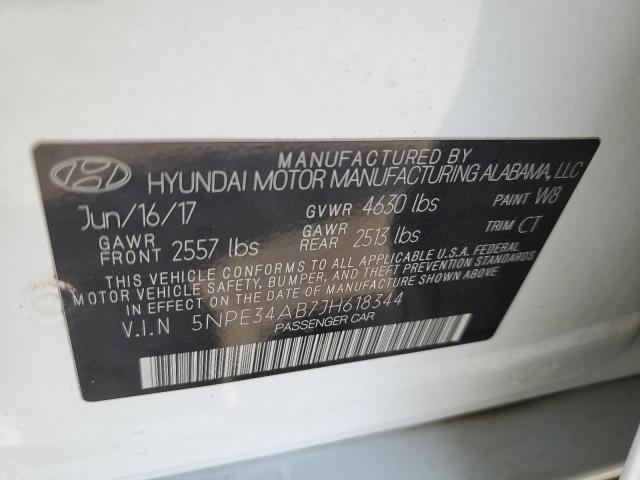 MANUFACTURED BY
HYUNDAI MOTOR MANUFACTURING ALABAMA, LLC
Jun/16/17 GVWR 4630 lbs PAINT W8
GAWR FRONT 2557 lbs GAWR REAR 2513 lbs TRIM CT
THIS VEHICLE CONFORMS TO ALL APPLICABLE U.S.A. FEDERAL
MOTOR VEHICLE SAFETY, BUMPER, AND THEFT PREVENTION STANDARDS
IN EFFECT ON THE DATE OF MANUFACTURE SHOWN ABOVE
V.I.N 5NPE34AB7JH618344
PASSENGER CAR